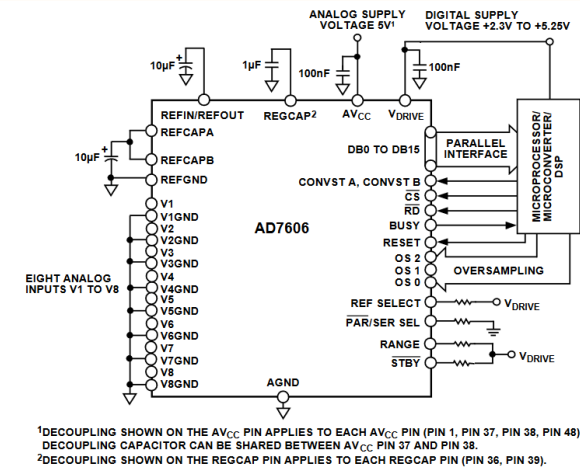 ANALOG SUPPLY
VOLTAGE 5V1
DIGITAL SUPPLY
VOLTAGE +2.3V TO +5.25V
10µF
+
1µF
100nF
100nF
REFIN/REFOUT
REGCAP2
AVCC
VDRIVE
REFCAPA
10µF
+
REFCAPB
REFGND
DB0 TO DB15
PARALLEL
INTERFACE
MICROPROCESSOR/
MICROCONVERTER/
DSP
CONVST A, CONVST B
CS
RD
BUSY
RESET
OS 2
OS 1
OS 0
OVERSAMPLING
AD7606
V1
V1GND
V2
V2GND
V3
V3GND
V4
V4GND
V5
V5GND
V6
V6GND
V7
V7GND
V8
V8GND
EIGHT ANALOG
INPUTS V1 TO V8
REF SELECT
VDRIVE
PAR/SER SEL
RANGE
STBY
VDRIVE
AGND
1DECOUPLING SHOWN ON THE AVCC PIN APPLIES TO EACH AVCC PIN (PIN 1, PIN 37, PIN 38, PIN 48)
DECOUPLING CAPACITOR CAN BE SHARED BETWEEN AVCC PIN 37 AND PIN 38.
2DECOUPLING SHOWN ON THE REGCAP PIN APPLIES TO EACH REGCAP PIN (PIN 36, PIN 39).